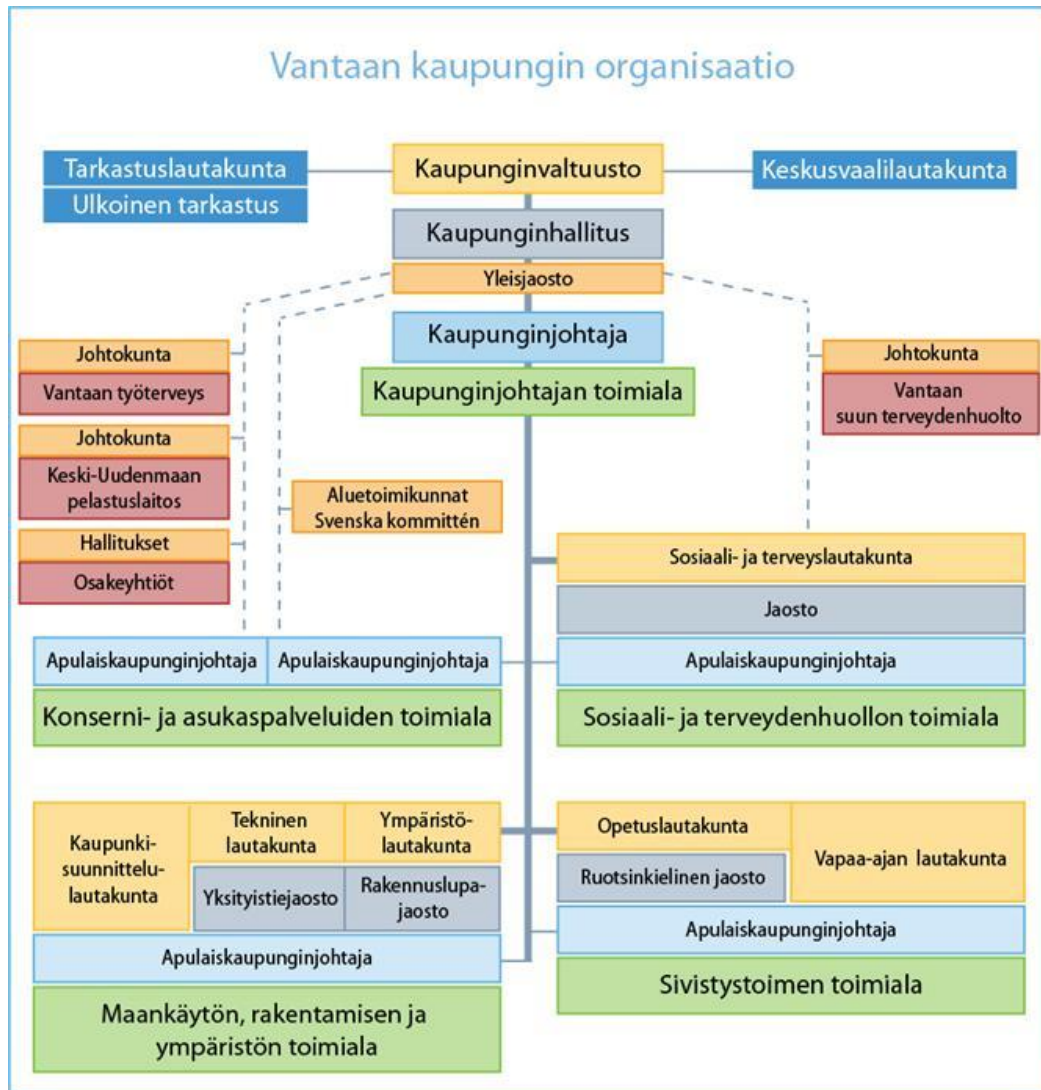 Vantaan kaupungin organisaatio
Tarkastuslautakunta
Ulkoinen tarkastus
Kaupunginvaltuusto
Keskusvaalilautakunta
Kaupunginhallitus
Yleisjaosto
Kaupunginjohtaja
Kaupunginjohtajan toimiala
Johtokunta
Vantaan työterveys
Johtokunta
Keski-Uudenmaan
pelastuslaitos
Hallitukset
Osakeyhtiöt
Aluetoimikunnat
Svenska kommittén
Johtokunta
Vantaan
suun terveydenhuolto
Apulaiskaupunginjohtaja
Apulaiskaupunginjohtaja
Konserni- ja asukaspalveluiden toimiala
Sosiaali- ja terveyslautakunta
Jaosto
Apulaiskaupunginjohtaja
Sosiaali- ja terveydenhuollon toimiala
Kaupunki-
suunnittelu-
lautakunta
Tekninen
lautakunta
Yksityistiejaosto
Ympäristö-
lautakunta
Rakennuslupa-
jaosto
Apulaiskaupunginjohtaja
Maankäytön, rakentamisen ja
ympäristön toimiala
Opetuslautakunta
Ruotsinkielinen jaosto
Vapaa-ajan lautakunta
Apulaiskaupunginjohtaja
Sivistystoimen toimiala